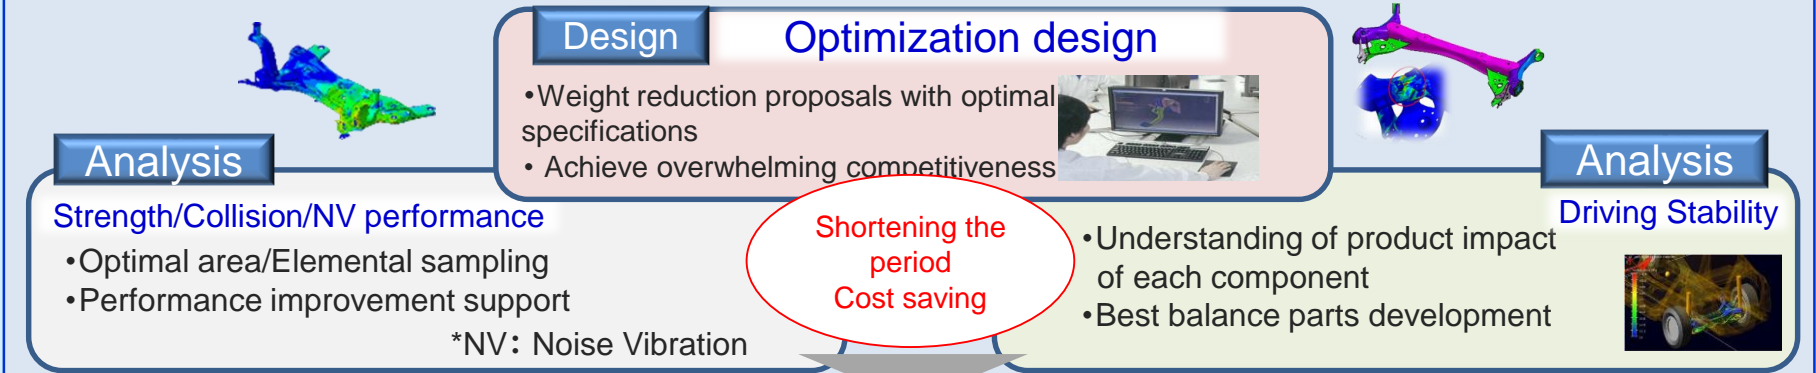 Design
Optimization design
•Weight reduction proposals with optimal
specifications
• Achieve overwhelming competitiveness
Analysis
Strength/Collision/NV performance
•Optimal area/Elemental sampling
•Performance improvement support
*NV：Noise Vibration
Shortening the
period
Cost saving
Analysis
Driving Stability
•Understanding of product impact
of each component
•Best balance parts development